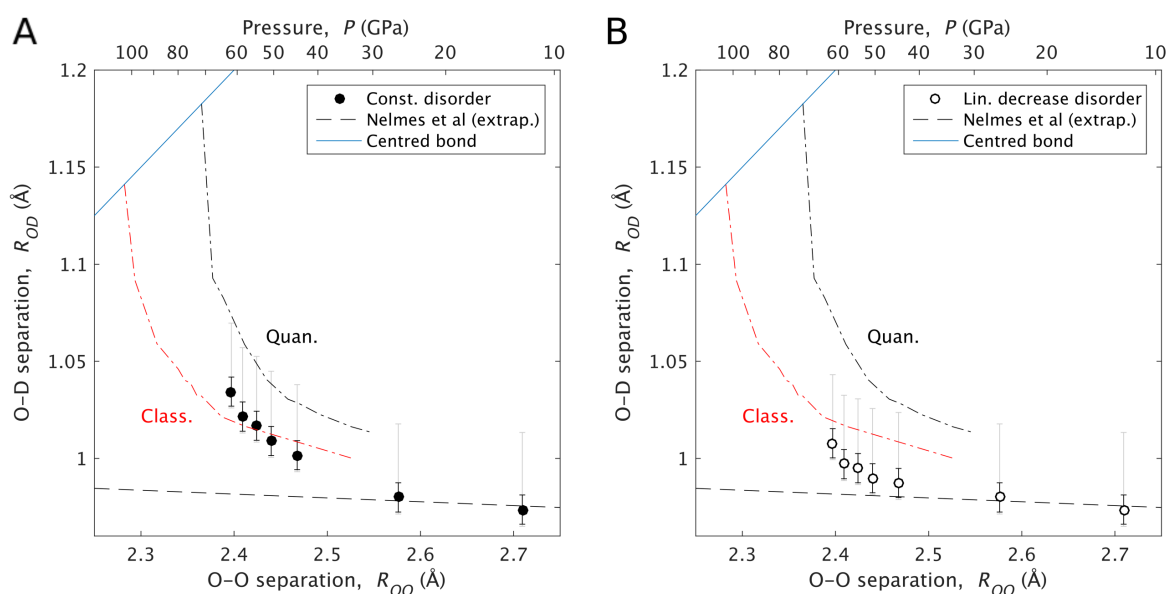 A
Pressure, P (GPa)
100 80 60 50 40 30 20 10
1.2
1.15
1.1
1.05
1
O–D separation, R_OD (Å)
Const. disorder
Nelmes et al (extrap.)
Centred bond
Quan.
Class.
2.3 2.4 2.5 2.6 2.7
O–O separation, R_OO (Å)
B
Pressure, P (GPa)
100 80 60 50 40 30 20 10
1.2
1.15
1.1
1.05
1
O–D separation, R_OD (Å)
Lin. decrease disorder
Nelmes et al (extrap.)
Centred bond
Quan.
Class.
2.3 2.4 2.5 2.6 2.7
O–O separation, R_OO (Å)